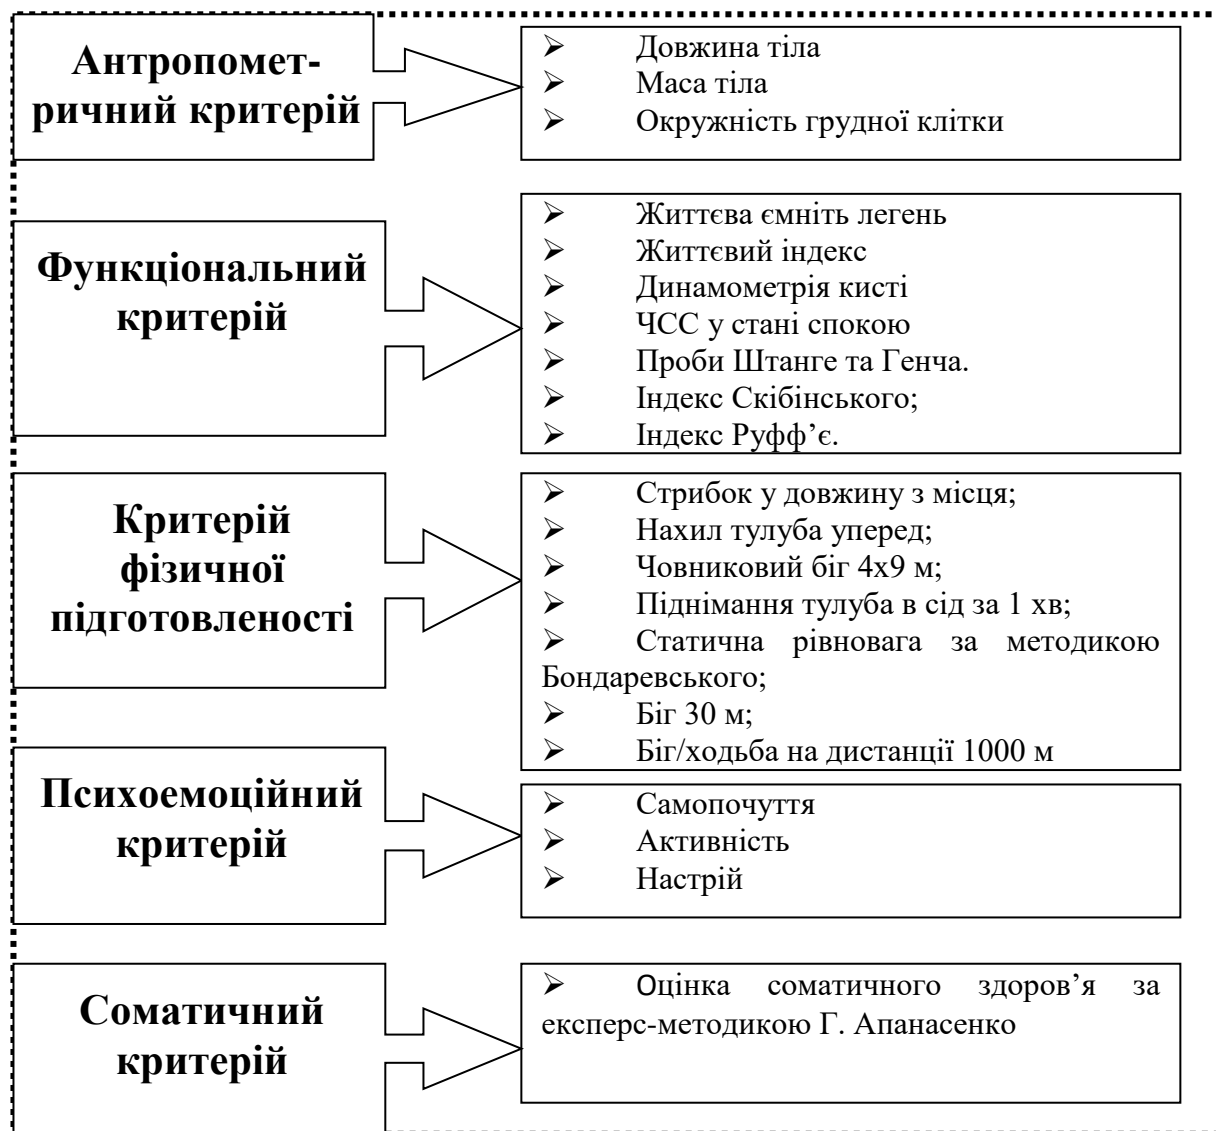 Антропомет-
ричний критерій
➢ Довжина тіла
➢ Маса тіла
➢ Окружність грудної клітки
Функціональний
критерій
➢ Життєва ємніть легень
➢ Життєвий індекс
➢ Динамометрія кисті
➢ ЧСС у стані спокою
➢ Проби Штанге та Генча.
➢ Індекс Скібінського;
➢ Індекс Руфф’є.
Критерій
фізичної
підготовленості
➢ Стрибок у довжину з місця;
➢ Нахил тулуба уперед;
➢ Човниковий біг 4х9 м;
➢ Піднімання тулуба в сід за 1 хв;
➢ Статична рівновага за методикою
Бондаревського;
➢ Біг 30 м;
➢ Біг/ходьба на дистанції 1000 м
Психоемоційний
критерій
➢ Самопочуття
➢ Активність
➢ Настрій
Соматичний
критерій
➢ Оцінка соматичного здоров’я за
експерс-методикою Г. Апанасенко